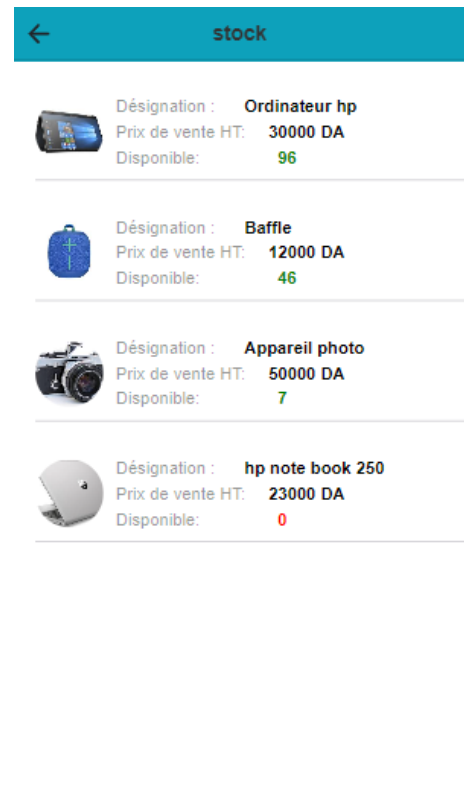 stock
Désignation : Ordinateur hp
Prix de vente HT: 30000 DA
Disponible: 96
Désignation : Baffle
Prix de vente HT: 12000 DA
Disponible: 46
Désignation : Appareil photo
Prix de vente HT: 50000 DA
Disponible: 7
Désignation : hp note book 250
Prix de vente HT: 23000 DA
Disponible: 0